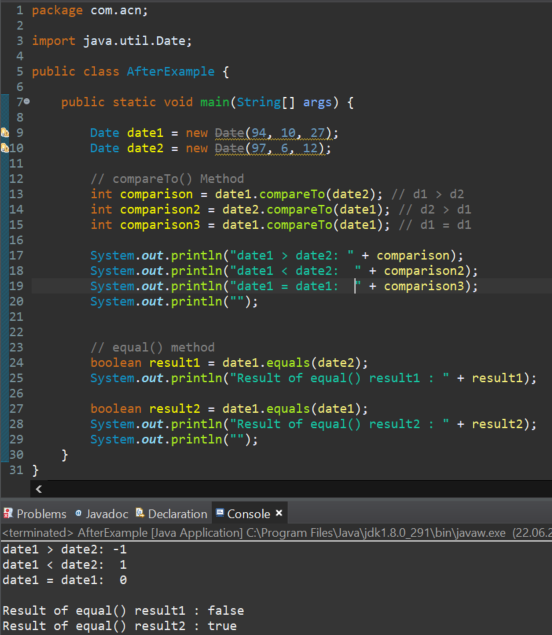 1 package com.acn;
2
3 import java.util.Date;
4
5 public class AfterExample {
6
7 public static void main(String[] args) {
8
9 Date date1 = new Date(94, 10, 27);
10 Date date2 = new Date(97, 6, 12);
11
12 // compareTo() Method
13 int comparison = date1.compareTo(date2); // d1 > d2
14 int comparison2 = date2.compareTo(date1); // d2 > d1
15 int comparison3 = date1.compareTo(date1); // d1 = d1
16
17 System.out.println("date1 > date2: " + comparison);
18 System.out.println("date1 < date2:  " + comparison2);
19 System.out.println("date1 = date1:  " + comparison3);
20 System.out.println("");
21
22
23 // equal() method
24 boolean result1 = date1.equals(date2);
25 System.out.println("Result of equal() result1 : " + result1);
26
27 boolean result2 = date1.equals(date1);
28 System.out.println("Result of equal() result2 : " + result2);
29 System.out.println("");
30 }
31 }
Problems Javadoc Declaration Console
<terminated> AfterExample [Java Application] C:\Program Files\Java\jdk1.8.0_291\bin\javaw.exe (22.06.2
date1 > date2: -1
date1 < date2:  1
date1 = date1:  0
Result of equal() result1 : false
Result of equal() result2 : true